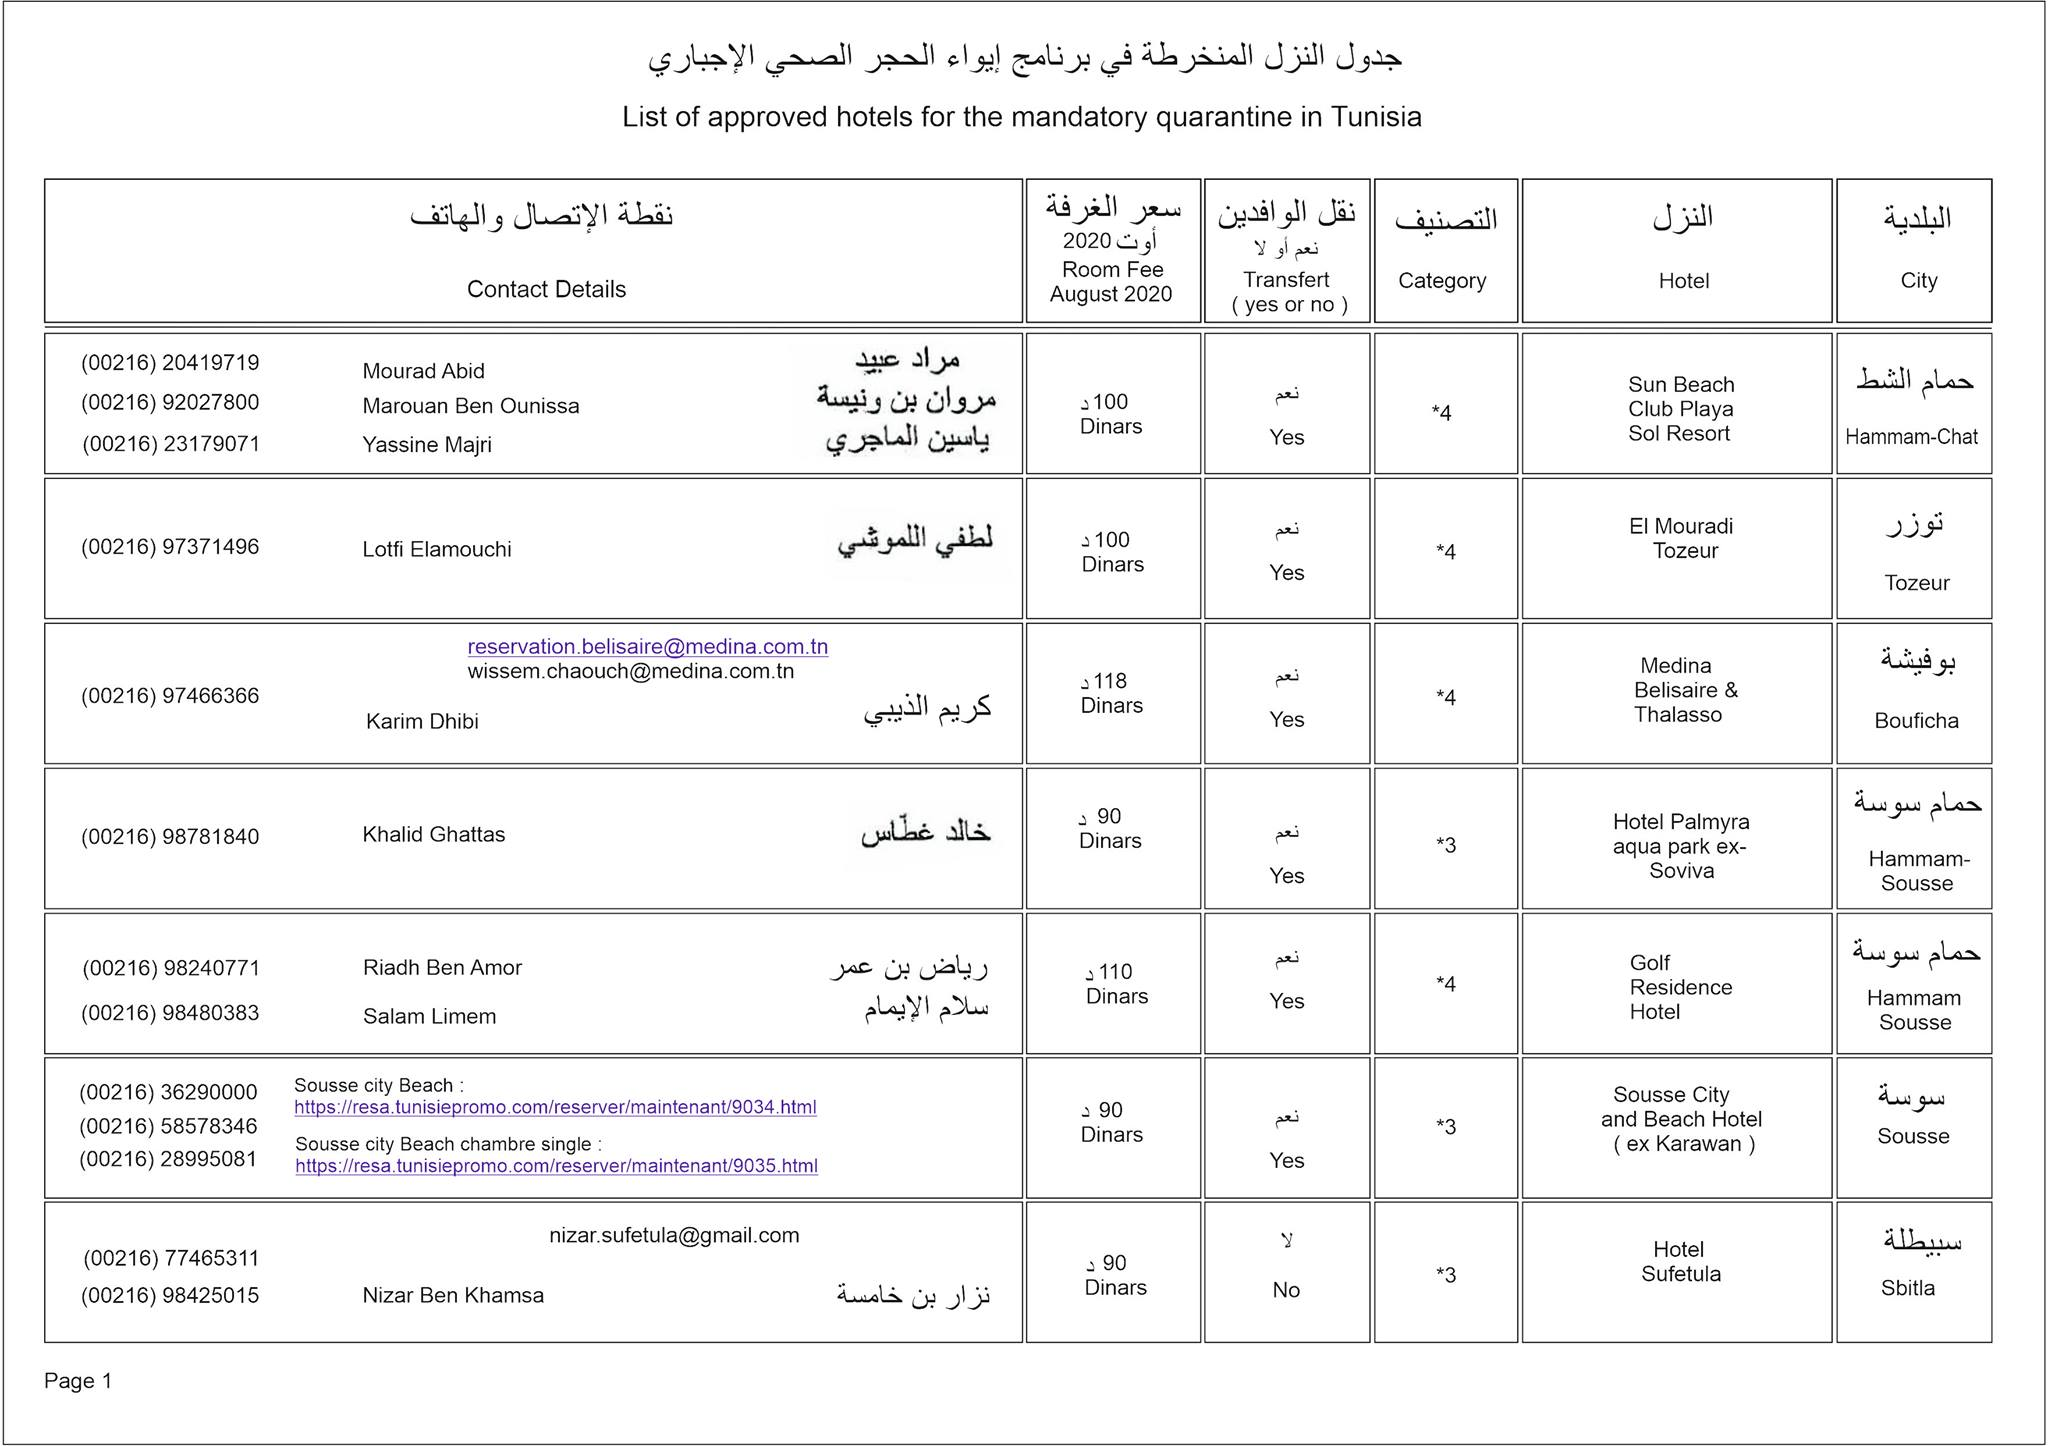 جدول النزل المنخرطة في برنامج إيواء الحجر الصحي الإجباري
List of approved hotels for the mandatory quarantine in Tunisia
البلدية
City
النزل
Hotel
التصنيف
Category
نقل الوافدين
نعم أو لا
Transfert
( yes or no )
سعر الغرفة
أوت 2020
Room Fee
August 2020
نقطة الإتصال والهاتف
Contact Details
حمام الشط
Hammam-Chat
Sun Beach
Club Playa
Sol Resort
*4
نعم
Yes
100 د
Dinars
(00216) 20419719 Mourad Abid مراد عبيد
(00216) 92027800 Marouan Ben Ounissa مروان بن ونيسة
(00216) 23179071 Yassine Majri ياسين الماجري
توزر
Tozeur
El Mouradi
Tozeur
*4
نعم
Yes
100 د
Dinars
(00216) 97371496 Lotfi Elamouchi لطفي اللموشي
بوفيشة
Bouficha
Medina
Belisaire &
Thalasso
*4
نعم
Yes
118 د
Dinars
reservation.belisaire@medina.com.tn
wissem.chaouch@medina.com.tn
(00216) 97466366
Karim Dhibi كريم الذيبي
حمام سوسة
Hammam-
Sousse
Hotel Palmyra
aqua park ex-
Soviva
*3
نعم
Yes
90 د
Dinars
(00216) 98781840 Khalid Ghattas خالد غطّاس
حمام سوسة
Hammam
Sousse
Golf
Residence
Hotel
*4
نعم
Yes
110 د
Dinars
(00216) 98240771 Riadh Ben Amor رياض بن عمر
(00216) 98480383 Salam Limem سلام الإيمام
سوسة
Sousse
Sousse City
and Beach Hotel
( ex Karawan )
*3
نعم
Yes
90 د
Dinars
(00216) 36290000
(00216) 58578346
(00216) 28995081
Sousse city Beach :
https://resa.tunisiepromo.com/reserver/maintenant/9034.html
Sousse city Beach chambre single :
https://resa.tunisiepromo.com/reserver/maintenant/9035.html
سبيطلة
Sbitla
Hotel
Sufetula
*3
لا
No
90 د
Dinars
nizar.sufetula@gmail.com
(00216) 77465311
(00216) 98425015 Nizar Ben Khamsa نزار بن خامسة
Page 1